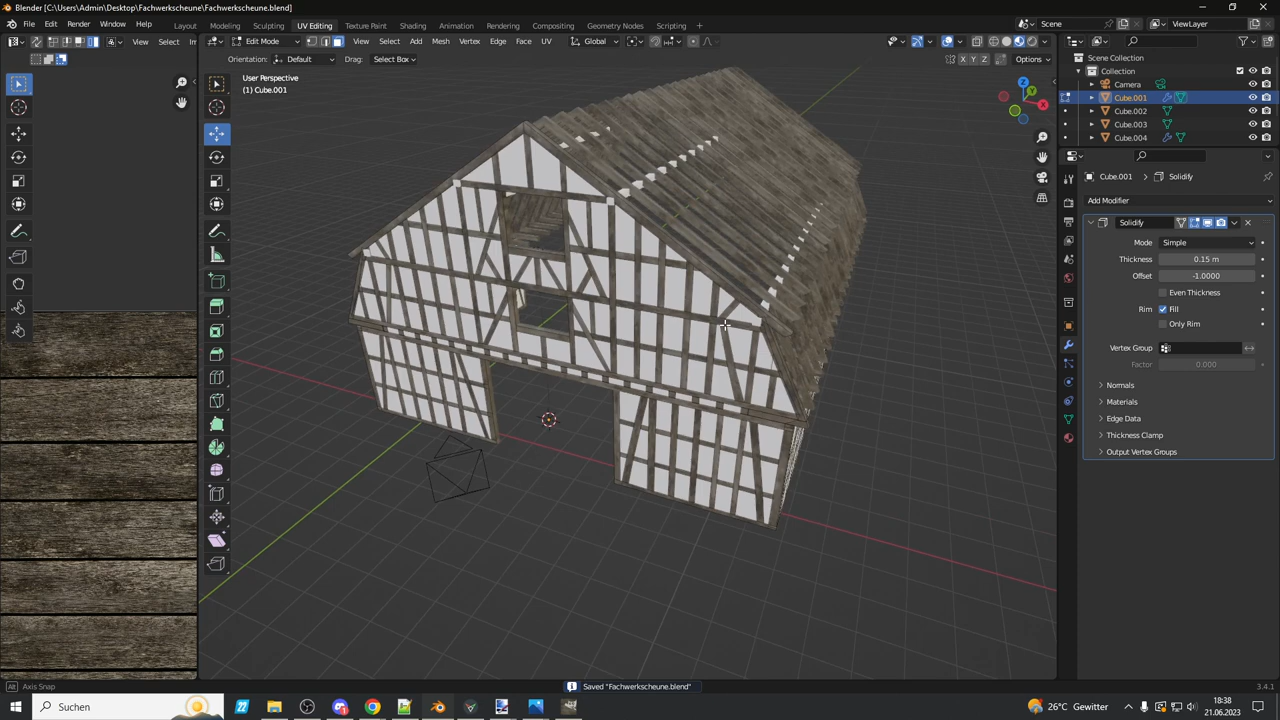 Blender [C:\Users\Admin\Desktop\Fachwerkscheune\Fachwerkscheune.blend]
File Edit Render Window Help Layout Modeling Sculpting UV Editing Texture Paint Shading Animation Rendering Compositing Geometry Nodes Scripting + Scene ViewLayer
View Select Edit Mode View Select Add Mesh Vertex Edge Face UV Global
Orientation: Default Drag: Select Box X Y Z Options
User Perspective
(1) Cube.001
Z
Y
X
Scene Collection
Collection
Camera
Cube.001
Cube.002
Cube.003
Cube.004
Cube.001 > Solidify
Add Modifier
Solidify
Mode Simple
Thickness 0.15 m
Offset -1.0000
Even Thickness
Rim Fill
Only Rim
Vertex Group
Factor 0.000
Normals
Materials
Edge Data
Thickness Clamp
Output Vertex Groups
Alt Axis Snap
Saved "Fachwerkscheune.blend"
3.4.1
Suchen
26°C Gewitter
18:38
21.06.2023